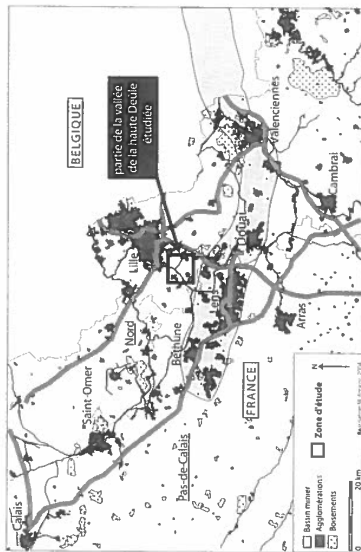 BELGIQUE
partie de la vallée
de la haute Deûle
étudiée
Calais
Saint-Omer
Nord
Lille
Béthune
Lens
Douai
Valenciennes
Cambrai
Arras
Pas-de-Calais
FRANCE
Bassin minier
Agglomérations
Boisements
Zone d'étude
N
0 20 km